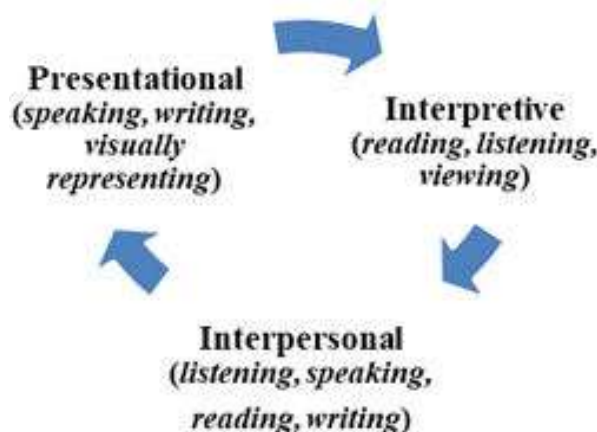 Presentational
(speaking, writing,
visually
representing)
Interpretive
(reading, listening,
viewing)
Interpersonal
(listening, speaking,
reading, writing)